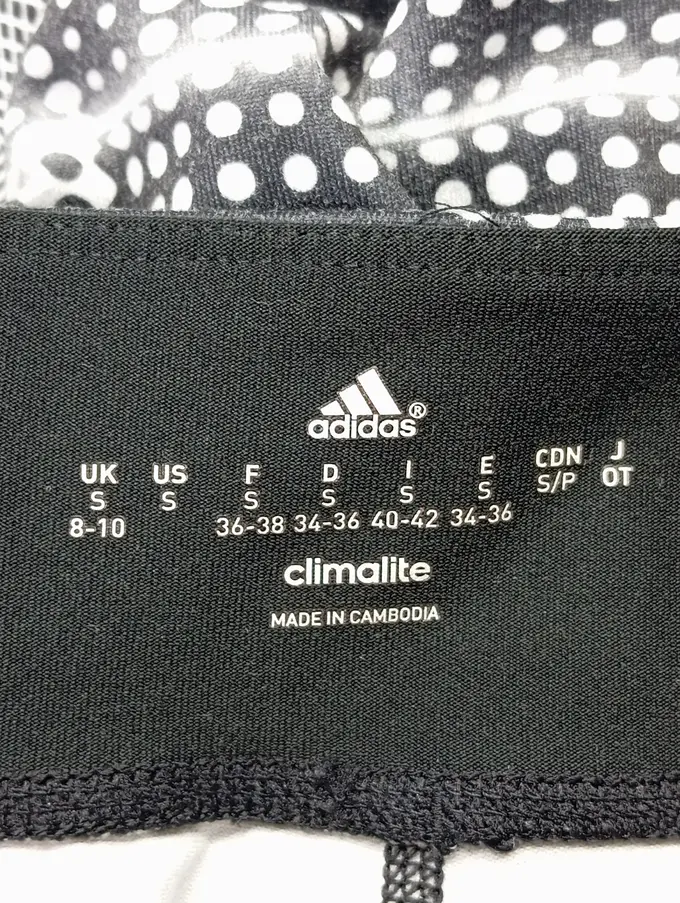 adidas®
UK US F D I E CDN J
S S S S S S S/P OT
8-10 36-38 34-36 40-42 34-36
climalite
MADE IN CAMBODIA